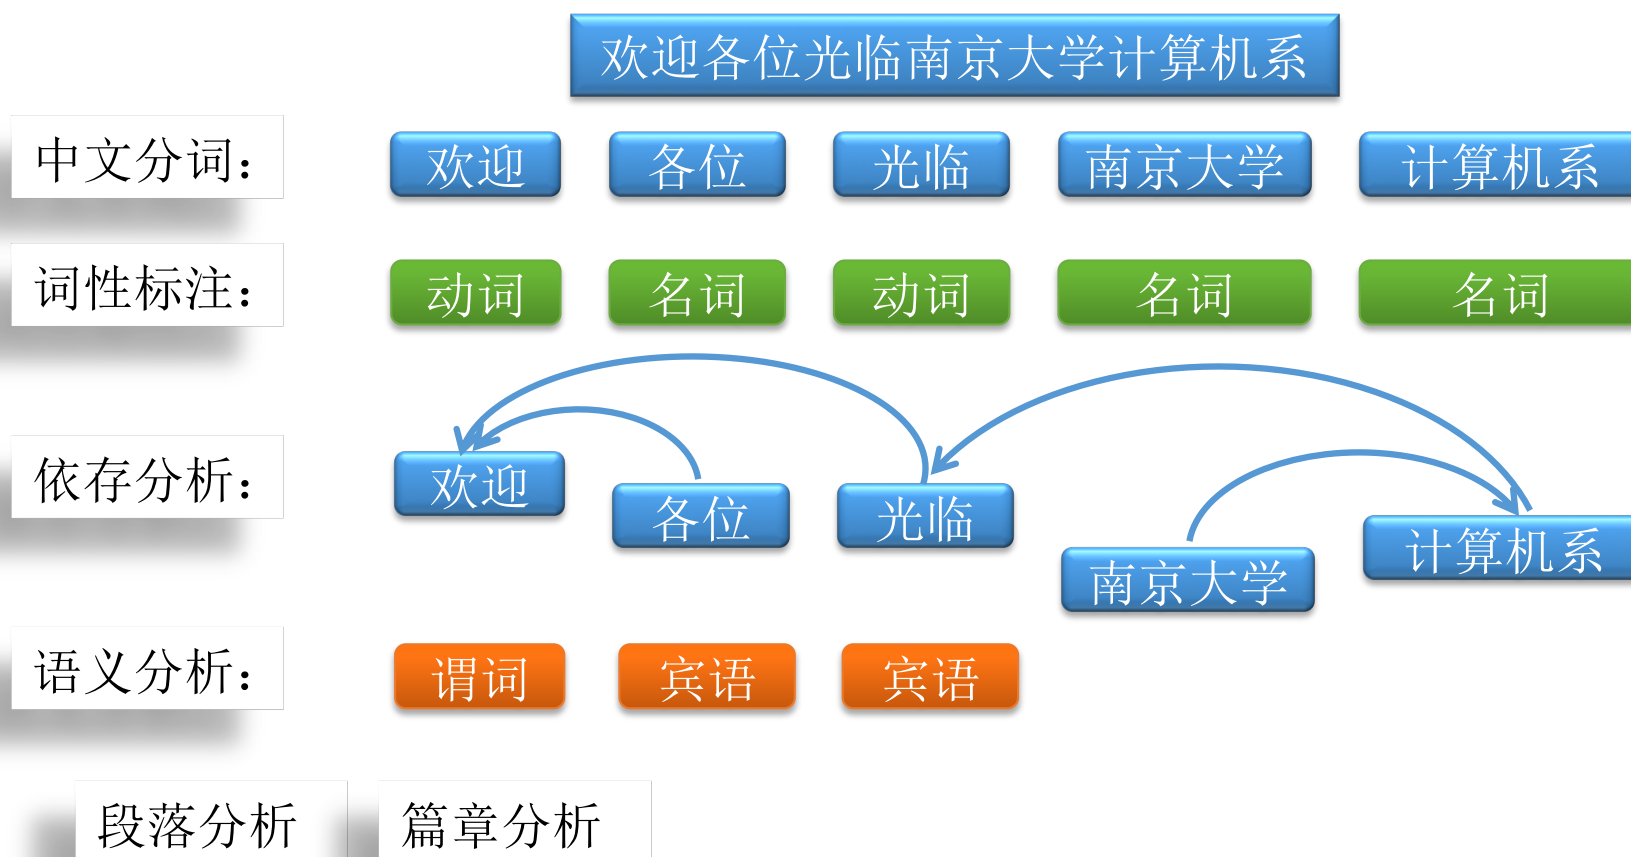 欢迎各位光临南京大学计算机系
中文分词： 欢迎 各位 光临 南京大学 计算机系
词性标注： 动词 名词 动词 名词 名词
依存分析： 欢迎 各位 光临 南京大学 计算机系
语义分析： 谓词 宾语 宾语
段落分析 篇章分析